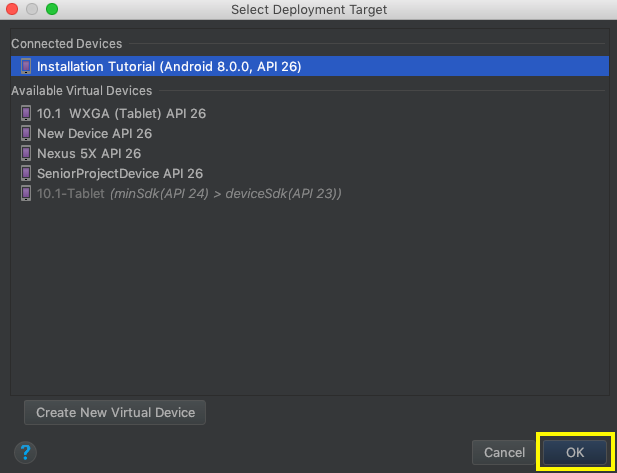 Select Deployment Target
Connected Devices
Installation Tutorial (Android 8.0.0, API 26)
Available Virtual Devices
10.1 WXGA (Tablet) API 26
New Device API 26
Nexus 5X API 26
SeniorProjectDevice API 26
10.1-Tablet (minSdk(API 24) > deviceSdk(API 23))
Create New Virtual Device
?
Cancel
OK